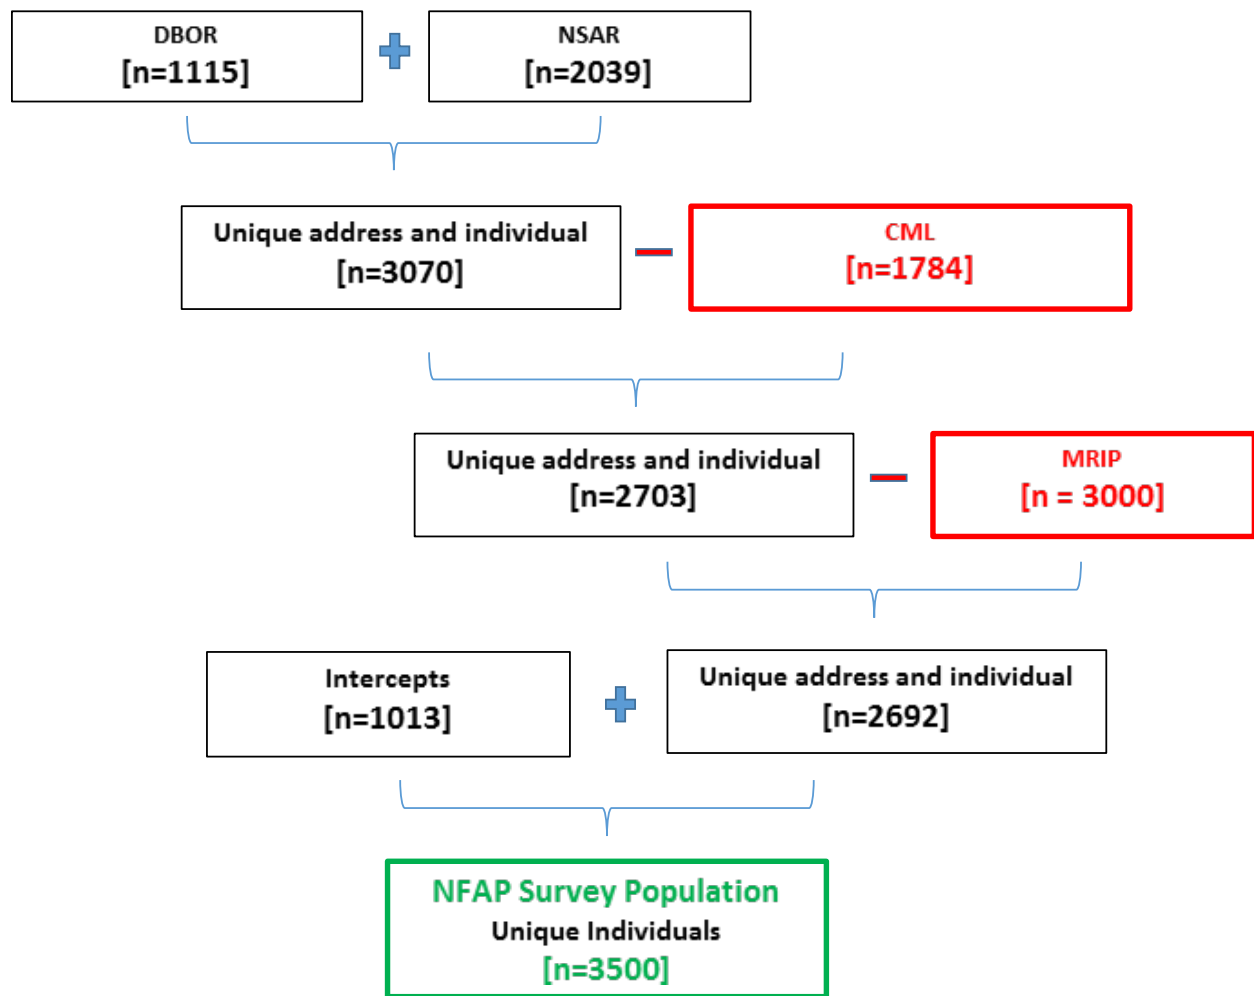 DBOR
[n=1115]
NSAR
[n=2039]
Unique address and individual
[n=3070]
CML
[n=1784]
Unique address and individual
[n=2703]
MRIP
[n = 3000]
Intercepts
[n=1013]
Unique address and individual
[n=2692]
NFAP Survey Population
Unique Individuals
[n=3500]